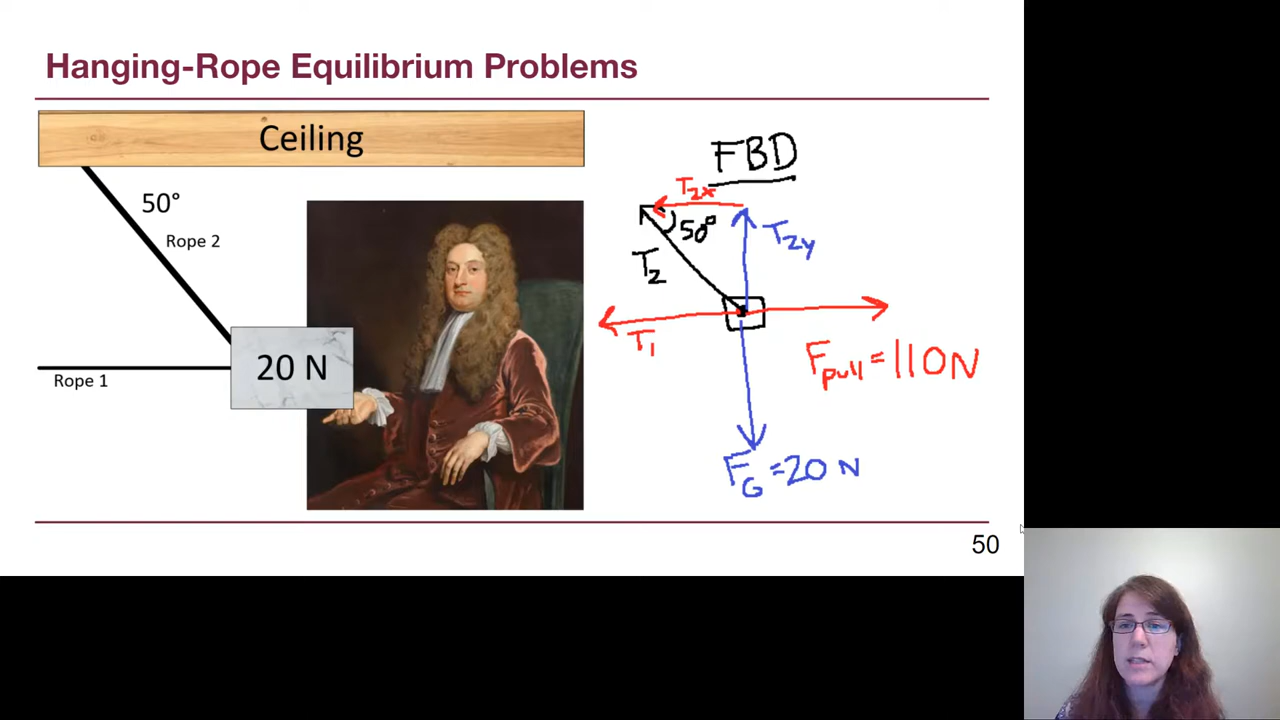 Hanging-Rope Equilibrium Problems
Ceiling
50°
Rope 2
20 N
Rope 1
FBD
T2x
50°
T2y
T2
T1
Fpull=110N
FG=20 N
50